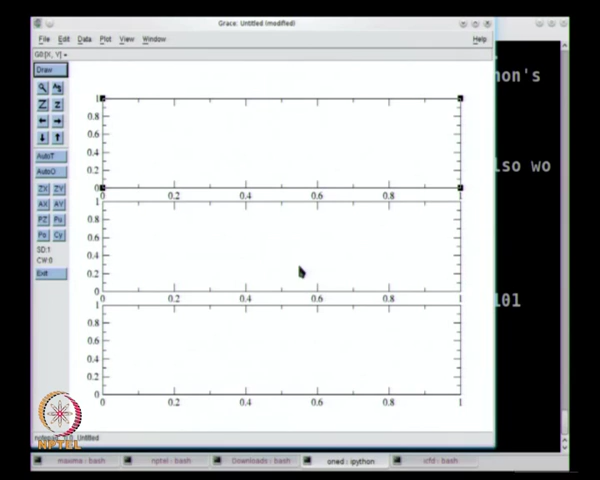 Grace: Untitled (modified)
File Edit Data Plot View Window Help
G0:[X, Y]
Draw
Z z
AutoT
AutoO
ZX ZY
AX AY
PZ Pu
Po Cy
SD:1
CW:0
Exit
1
0.8
0.6
0.4
0.2
0
0 0.2 0.4 0.6 0.8 1
1
0.8
0.6
0.4
0.2
0
0 0.2 0.4 0.6 0.8 1
1
0.8
0.6
0.4
0.2
0
0 0.2 0.4 0.6 0.8 1
non's
lso wo
101
NPTEL
Untitled
maxima : bash nptel : bash Downloads : bash oned : ipython xcfd : bash